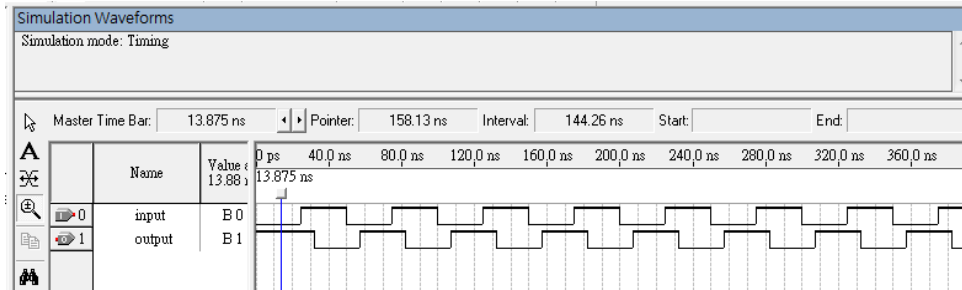 Simulation Waveforms
Simulation mode: Timing
Master Time Bar: 13.875 ns Pointer: 158.13 ns Interval: 144.26 ns Start: End:
A Name Value 13.88 0 ps 40.0 ns 80.0 ns 120.0 ns 160.0 ns 200.0 ns 240.0 ns 280.0 ns 320.0 ns 360.0 ns
13.875 ns
0 input B 0
1 output B 1